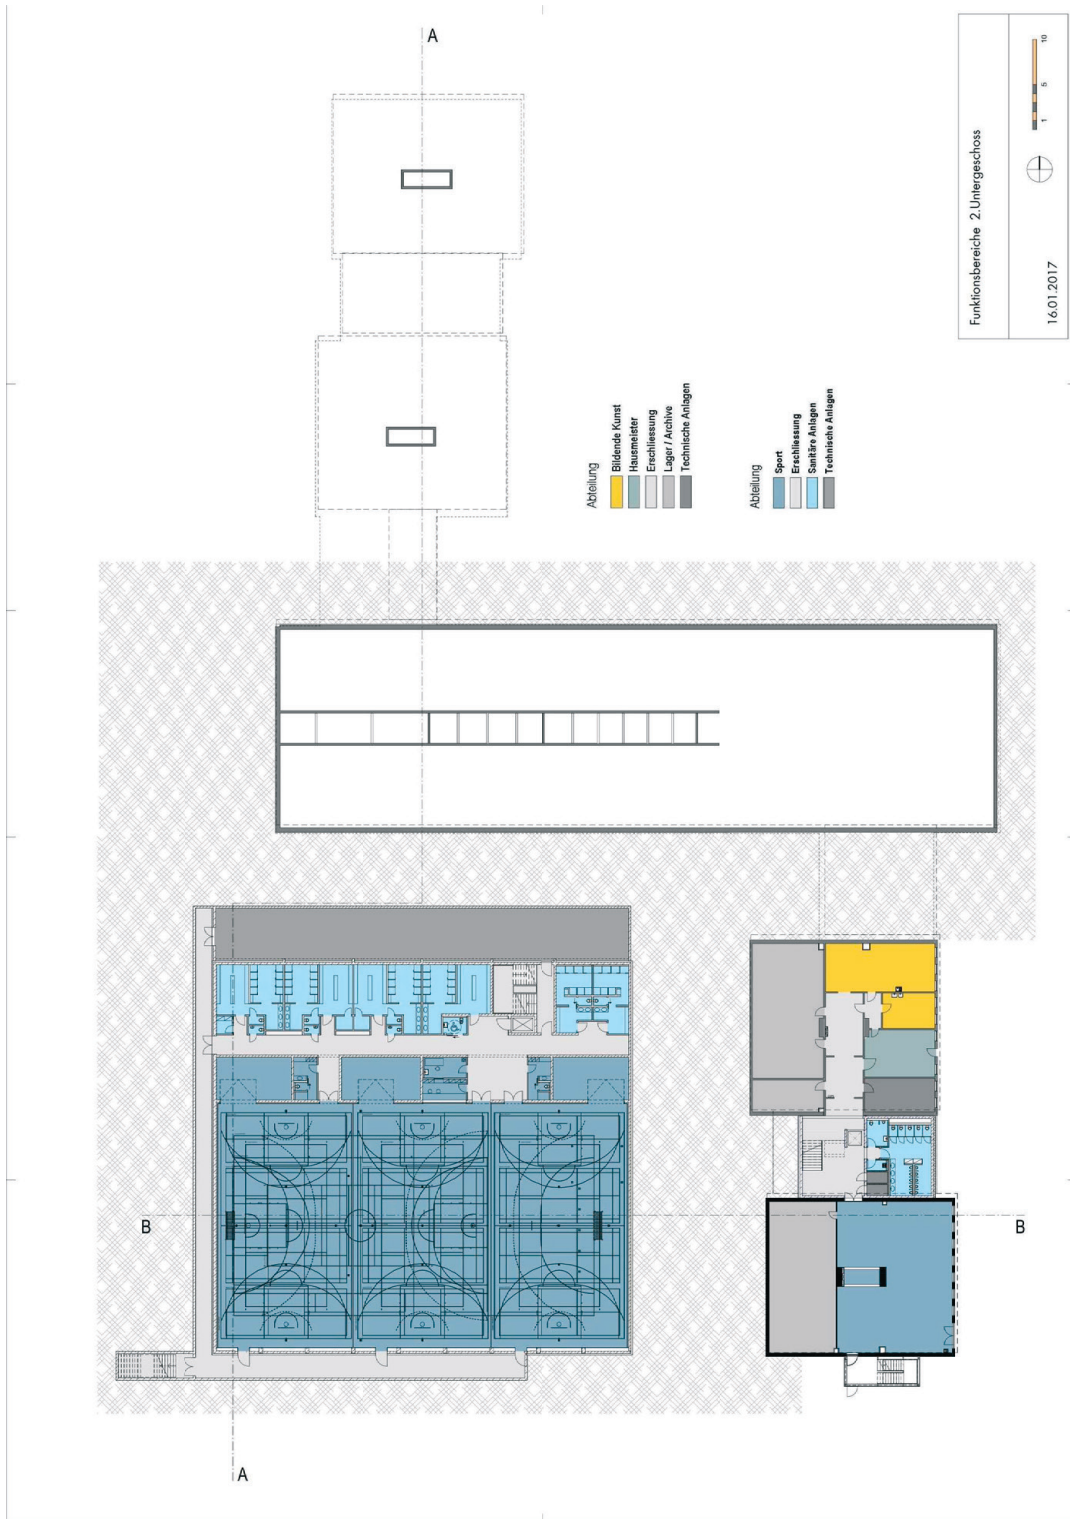 A
Funktionsbereiche 2.Untergeschoss
16.01.2017
1 5 10
Abteilung
Bildende Kunst
Hausmeister
Erschliessung
Lager / Archive
Technische Anlagen
Abteilung
Sport
Erschliessung
Sanitäre Anlagen
Technische Anlagen
B
B
A